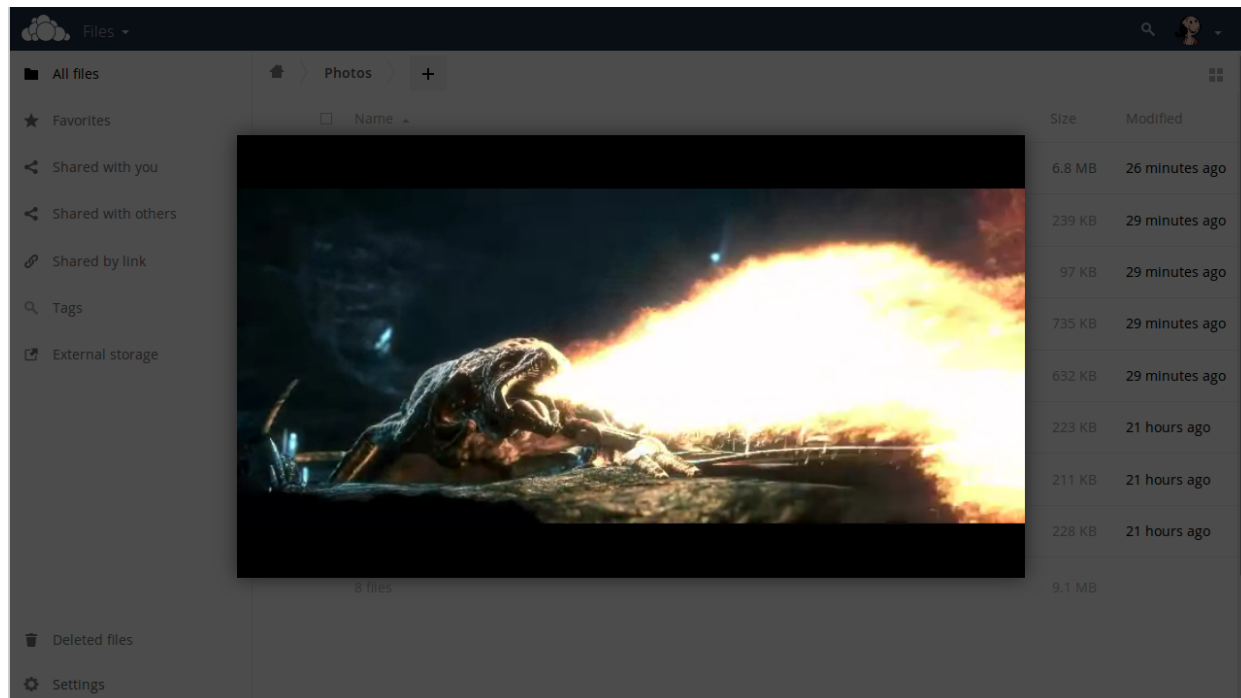 Files
All files
Favorites
Shared with you
Shared with others
Shared by link
Tags
External storage
Deleted files
Settings
Photos +
Name Size Modified
6.8 MB 26 minutes ago
239 KB 29 minutes ago
97 KB 29 minutes ago
735 KB 29 minutes ago
632 KB 29 minutes ago
223 KB 21 hours ago
211 KB 21 hours ago
228 KB 21 hours ago
8 files 9.1 MB